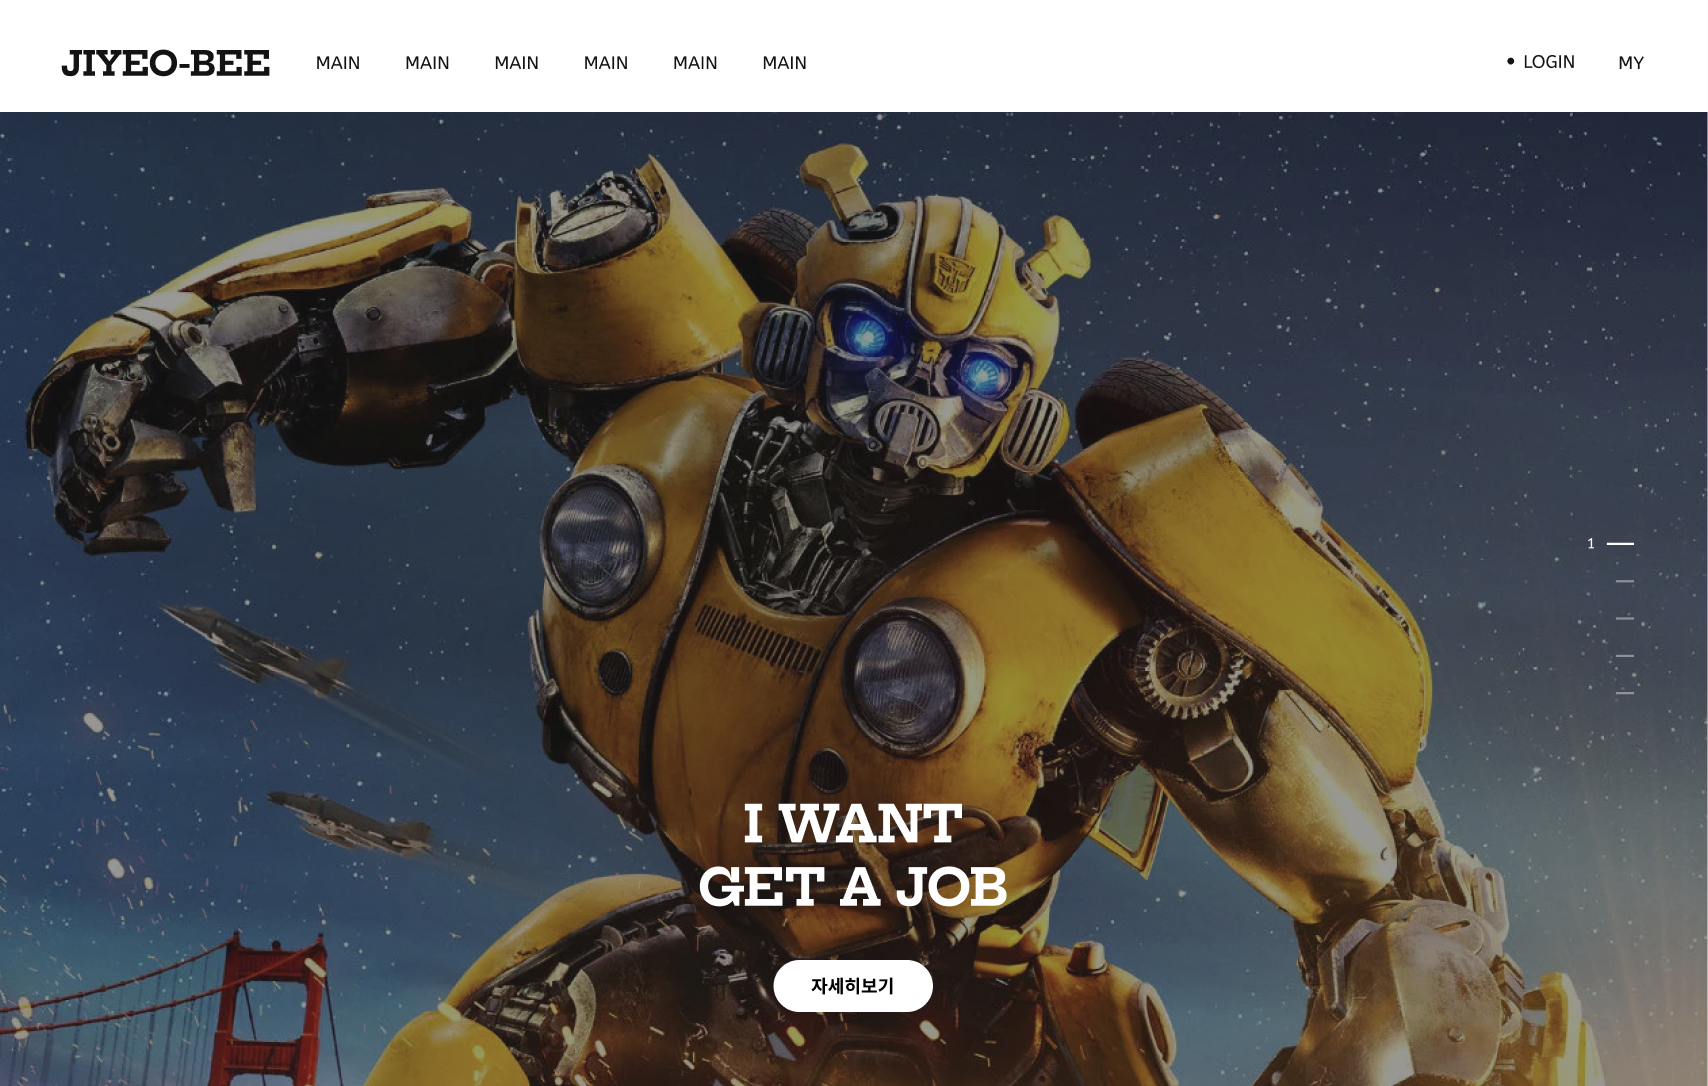 JIYEO-BEE MAIN MAIN MAIN MAIN MAIN MAIN • LOGIN MY
1
I WANT
GET A JOB
자세히보기